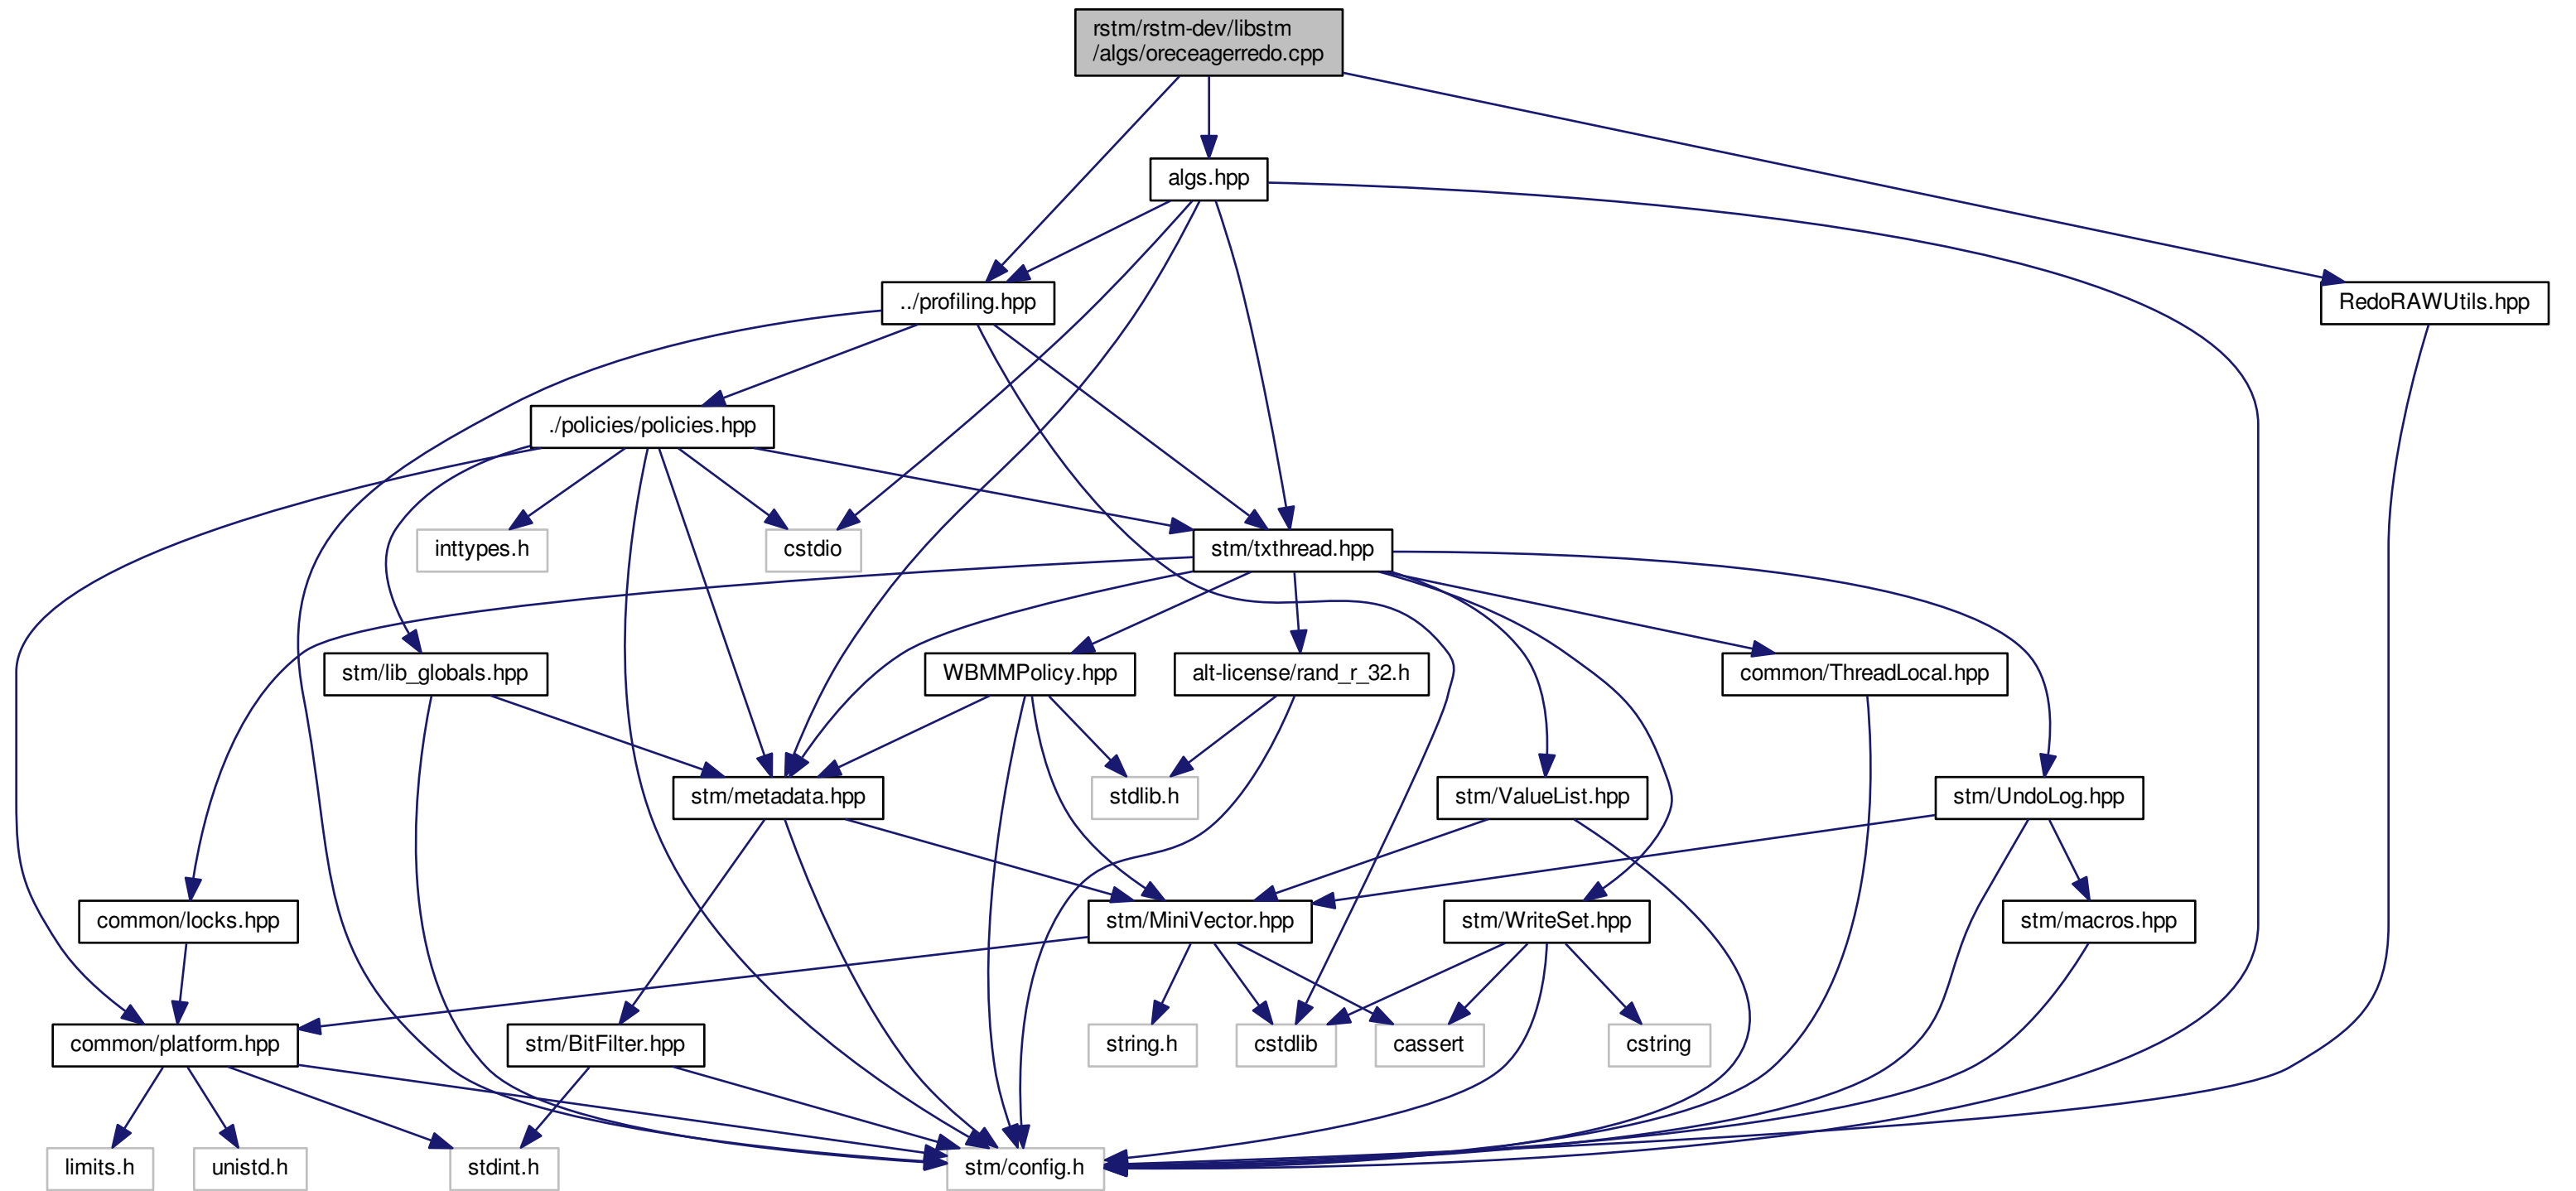 rstm/rstm-dev/libstm
/algs/oreceagerredo.cpp
algs.hpp
../profiling.hpp
RedoRAWUtils.hpp
./policies/policies.hpp
inttypes.h
cstdio
stm/txthread.hpp
stm/lib_globals.hpp
WBMMPolicy.hpp
alt-license/rand_r_32.h
common/ThreadLocal.hpp
stm/metadata.hpp
stdlib.h
stm/ValueList.hpp
stm/UndoLog.hpp
common/locks.hpp
stm/MiniVector.hpp
stm/WriteSet.hpp
stm/macros.hpp
common/platform.hpp
stm/BitFilter.hpp
string.h
cstdlib
cassert
cstring
limits.h
unistd.h
stdint.h
stm/config.h